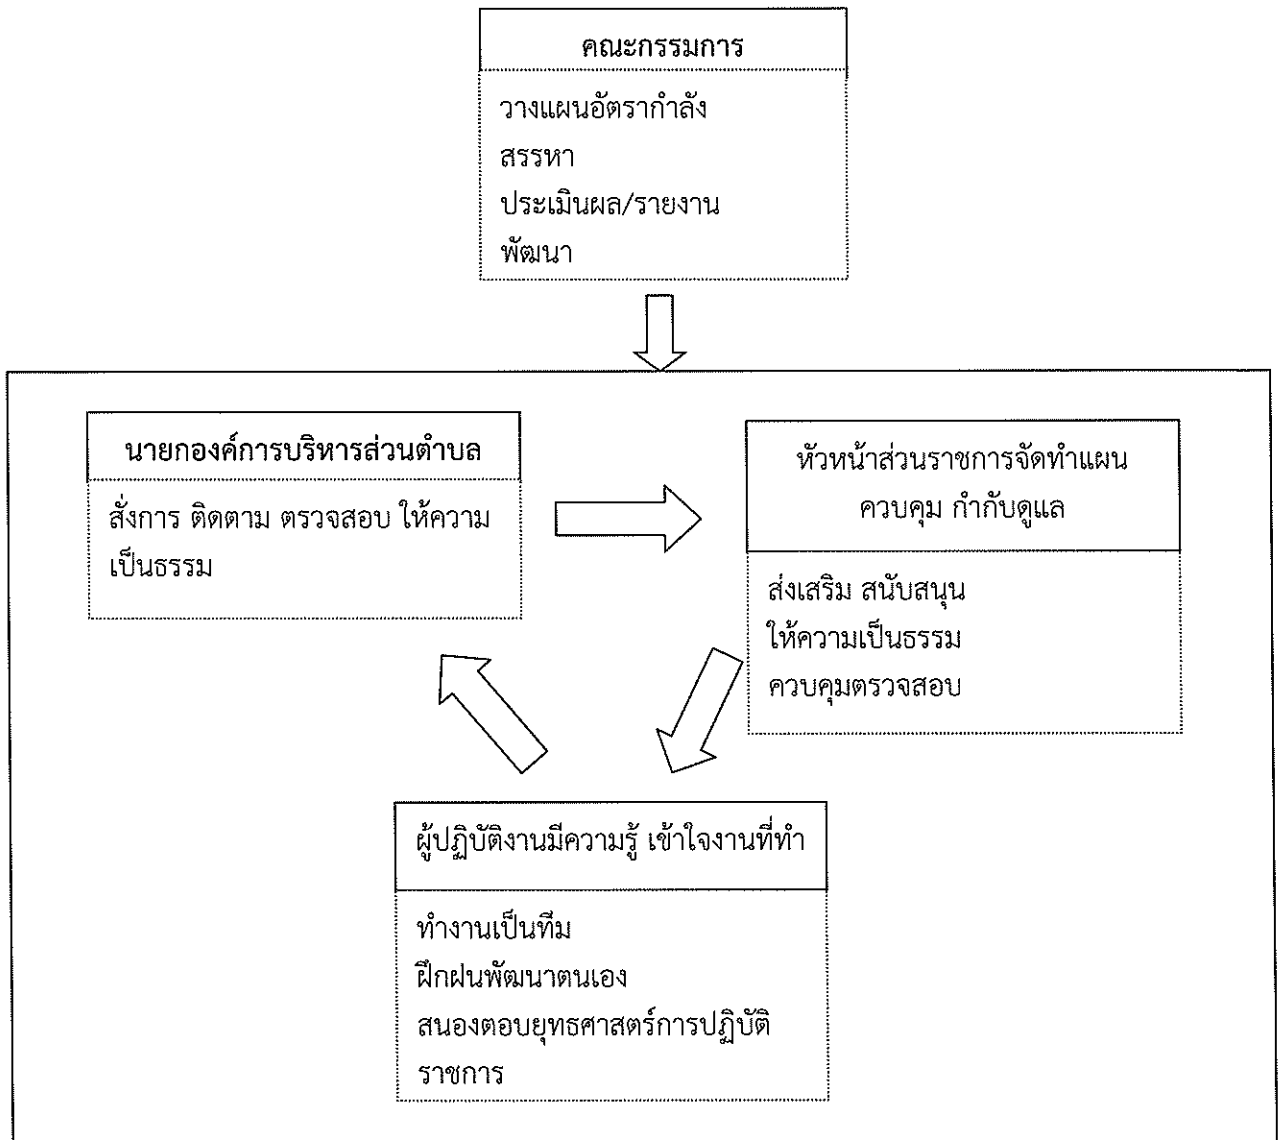 คณะกรรมการ
วางแผนอัตรากำลัง
สรรหา
ประเมินผล/รายงาน
พัฒนา
นายกองค์การบริหารส่วนตำบล
สั่งการ ติดตาม ตรวจสอบ ให้ความ
เป็นธรรม
หัวหน้าส่วนราชการจัดทำแผน
ควบคุม กำกับดูแล
ส่งเสริม สนับสนุน
ให้ความเป็นธรรม
ควบคุมตรวจสอบ
ผู้ปฏิบัติงานมีความรู้ เข้าใจงานที่ทำ
ทำงานเป็นทีม
ฝึกฝนพัฒนาตนเอง
สนองตอบยุทธศาสตร์การปฏิบัติ
ราชการ